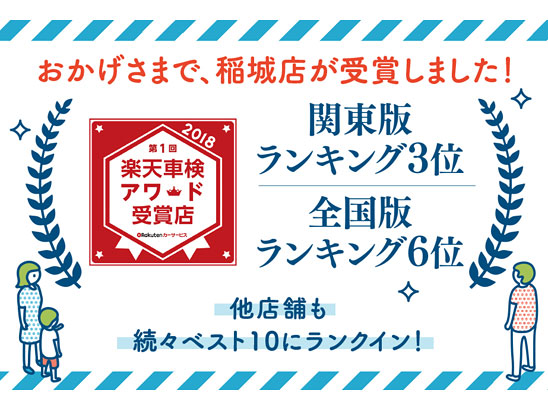 おかげさまで、稲城店が受賞しました!
2018
第1回
楽天車検
アワード
受賞店
Rakutenカーサービス
関東版
ランキング3位
全国版
ランキング6位
他店舗も
続々ベスト10にランクイン!